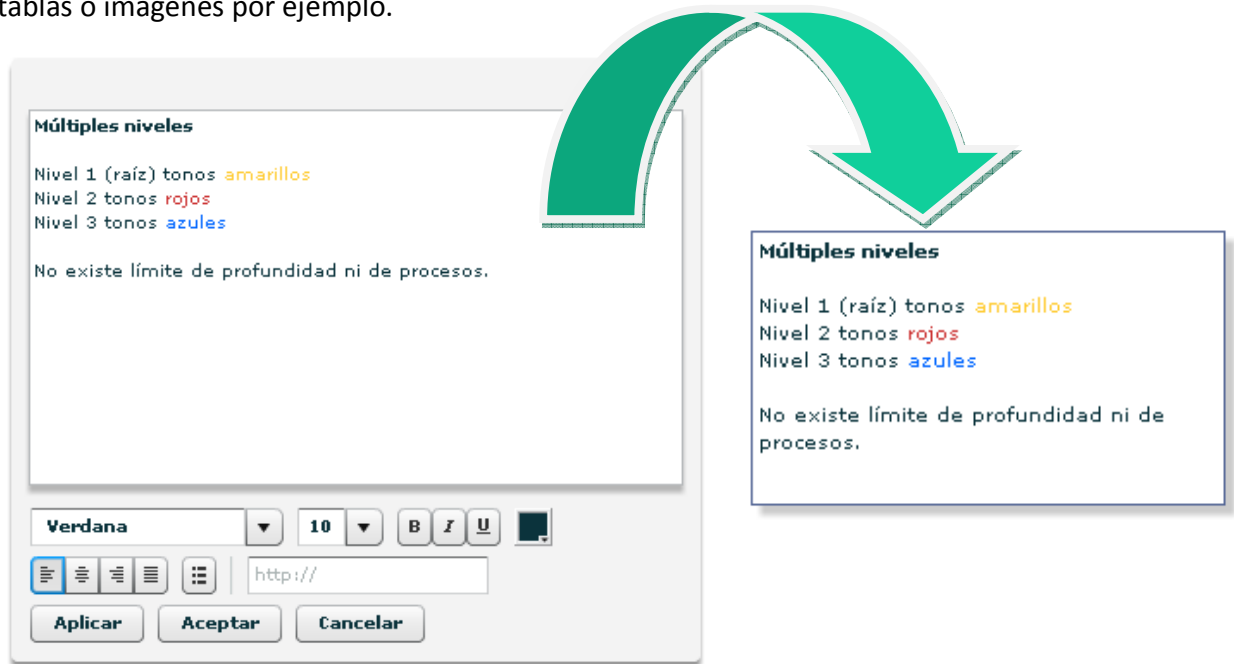 tablas o imágenes por ejemplo.
Múltiples niveles
Nivel 1 (raíz) tonos amarillos
Nivel 2 tonos rojos
Nivel 3 tonos azules
No existe límite de profundidad ni de procesos.
Verdana
10
B I U
http://
Aplicar Aceptar Cancelar
Múltiples niveles
Nivel 1 (raíz) tonos amarillos
Nivel 2 tonos rojos
Nivel 3 tonos azules
No existe límite de profundidad ni de
procesos.